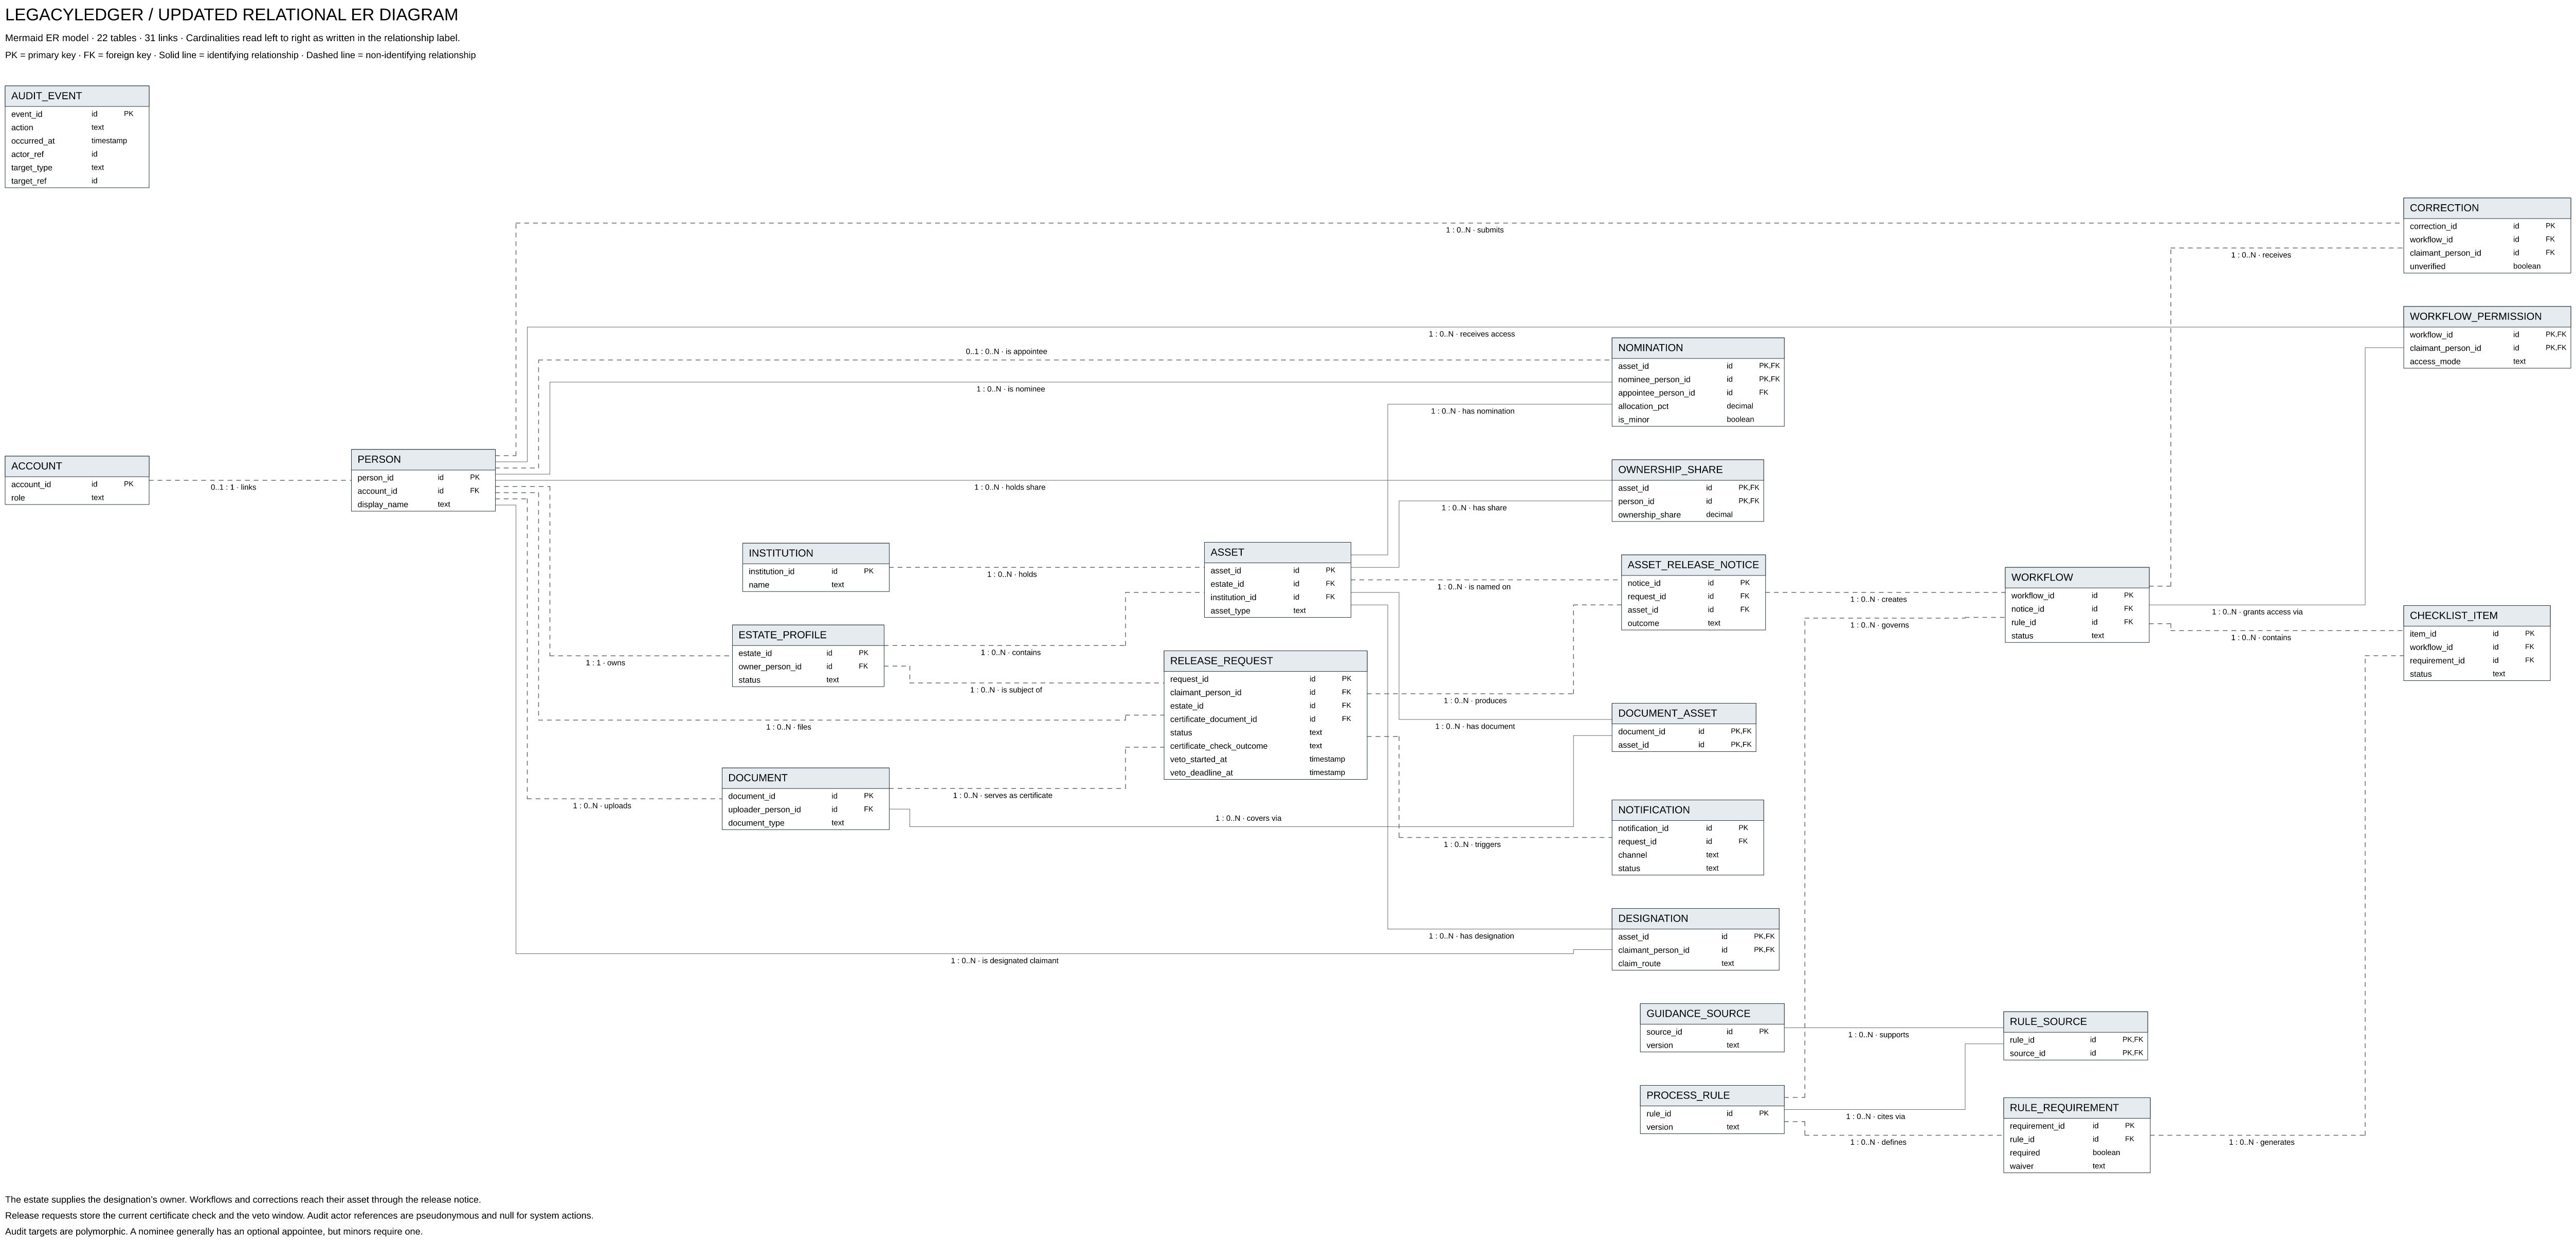 LEGACYLEDGER / UPDATED RELATIONAL ER DIAGRAM
Mermaid ER model · 22 tables · 31 links · Cardinalities read left to right as written in the relationship label.
PK = primary key · FK = foreign key · Solid line = identifying relationship · Dashed line = non-identifying relationship
AUDIT_EVENT
event_id id PK
action text
occurred_at timestamp
actor_ref id
target_type text
target_ref id
CORRECTION
correction_id id PK
workflow_id id FK
claimant_person_id id FK
unverified boolean
1 : 0..N · submits
1 : 0..N · receives
WORKFLOW_PERMISSION
workflow_id id PK,FK
claimant_person_id id PK,FK
access_mode text
1 : 0..N · receives access
0..1 : 0..N · is appointee
1 : 0..N · is nominee
1 : 0..N · has nomination
NOMINATION
asset_id id PK,FK
nominee_person_id id PK,FK
appointee_person_id id FK
allocation_pct decimal
is_minor boolean
ACCOUNT
account_id id PK
role text
0..1 : 1 · links
PERSON
person_id id PK
account_id id FK
display_name text
1 : 0..N · holds share
1 : 0..N · has share
OWNERSHIP_SHARE
asset_id id PK,FK
person_id id PK,FK
ownership_share decimal
INSTITUTION
institution_id id PK
name text
1 : 0..N · holds
ASSET
asset_id id PK
estate_id id FK
institution_id id FK
asset_type text
1 : 0..N · is named on
ASSET_RELEASE_NOTICE
notice_id id PK
request_id id FK
asset_id id FK
outcome text
1 : 0..N · creates
1 : 0..N · governs
WORKFLOW
workflow_id id PK
notice_id id FK
rule_id id FK
status text
1 : 0..N · grants access via
1 : 0..N · contains
CHECKLIST_ITEM
item_id id PK
workflow_id id FK
requirement_id id FK
status text
ESTATE_PROFILE
estate_id id PK
owner_person_id id FK
status text
1 : 1 · owns
1 : 0..N · contains
1 : 0..N · is subject of
RELEASE_REQUEST
request_id id PK
claimant_person_id id FK
estate_id id FK
certificate_document_id id FK
status text
certificate_check_outcome text
veto_started_at timestamp
veto_deadline_at timestamp
1 : 0..N · files
1 : 0..N · produces
1 : 0..N · has document
DOCUMENT_ASSET
document_id id PK,FK
asset_id id PK,FK
DOCUMENT
document_id id PK
uploader_person_id id FK
document_type text
1 : 0..N · uploads
1 : 0..N · serves as certificate
1 : 0..N · covers via
1 : 0..N · triggers
NOTIFICATION
notification_id id PK
request_id id FK
channel text
status text
DESIGNATION
asset_id id PK,FK
claimant_person_id id PK,FK
claim_route text
1 : 0..N · has designation
1 : 0..N · is designated claimant
GUIDANCE_SOURCE
source_id id PK
version text
1 : 0..N · supports
RULE_SOURCE
rule_id id PK,FK
source_id id PK,FK
PROCESS_RULE
rule_id id PK
version text
1 : 0..N · cites via
1 : 0..N · defines
RULE_REQUIREMENT
requirement_id id PK
rule_id id FK
required boolean
waiver text
1 : 0..N · generates
The estate supplies the designation's owner. Workflows and corrections reach their asset through the release notice.
Release requests store the current certificate check and the veto window. Audit actor references are pseudonymous and null for system actions.
Audit targets are polymorphic. A nominee generally has an optional appointee, but minors require one.